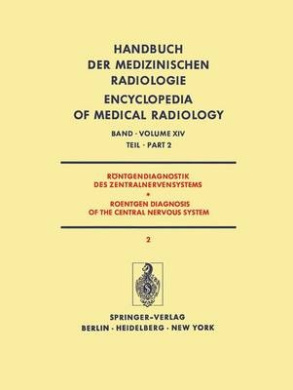 HANDBUCH
DER MEDIZINISCHEN
RADIOLOGIE
ENCYCLOPEDIA
OF MEDICAL RADIOLOGY
BAND · VOLUME XIV
TEIL · PART 2
RÖNTGENDIAGNOSTIK
DES ZENTRALNERVENSYSTEMS
•
ROENTGEN DIAGNOSIS
OF THE CENTRAL NERVOUS SYSTEM
2
SPRINGER-VERLAG
BERLIN · HEIDELBERG · NEW YORK